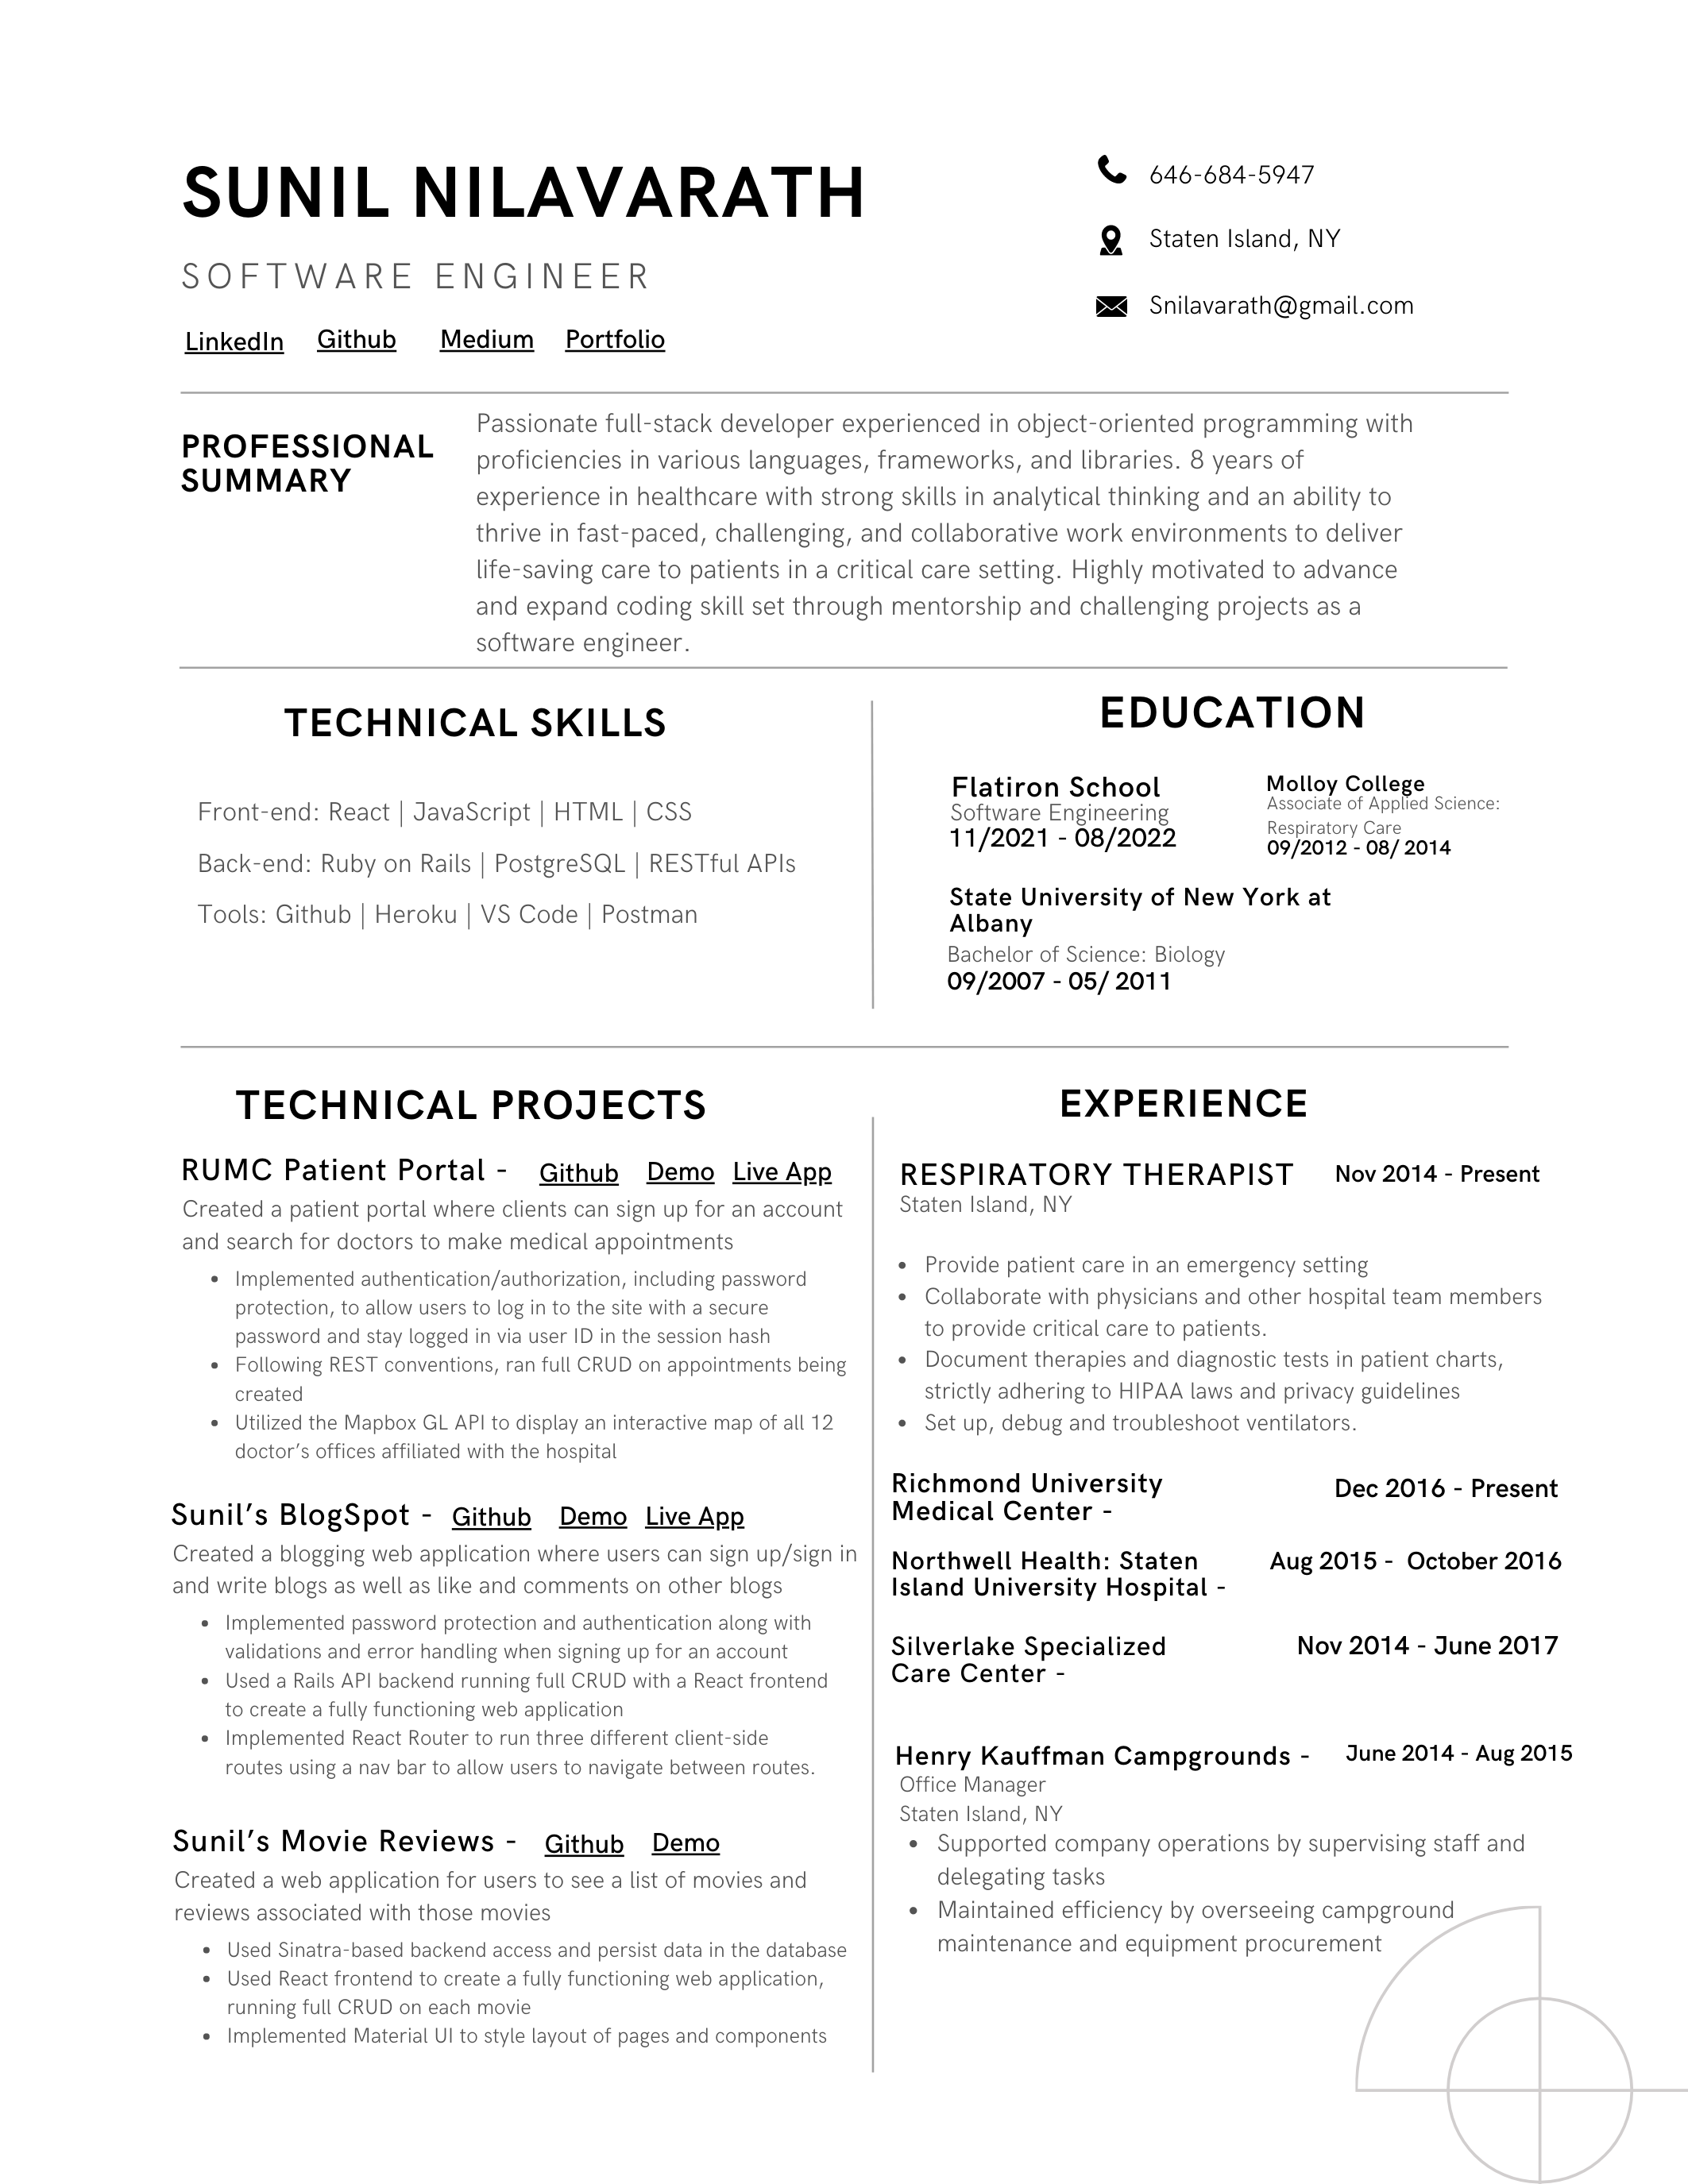 SUNIL NILAVARATH
SOFTWARE ENGINEER
LinkedIn Github Medium Portfolio
646-684-5947
Staten Island, NY
Snilavarath@gmail.com
PROFESSIONAL
SUMMARY
Passionate full-stack developer experienced in object-oriented programming with
proficiencies in various languages, frameworks, and libraries. 8 years of
experience in healthcare with strong skills in analytical thinking and an ability to
thrive in fast-paced, challenging, and collaborative work environments to deliver
life-saving care to patients in a critical care setting. Highly motivated to advance
and expand coding skill set through mentorship and challenging projects as a
software engineer.
TECHNICAL SKILLS
Front-end: React | JavaScript | HTML | CSS
Back-end: Ruby on Rails | PostgreSQL | RESTful APIs
Tools: Github | Heroku | VS Code | Postman
EDUCATION
Flatiron School
Software Engineering
11/2021 - 08/2022
Molloy College
Associate of Applied Science:
Respiratory Care
09/2012 - 08/ 2014
State University of New York at
Albany
Bachelor of Science: Biology
09/2007 - 05/ 2011
TECHNICAL PROJECTS
RUMC Patient Portal - Github Demo Live App
Created a patient portal where clients can sign up for an account
and search for doctors to make medical appointments
• Implemented authentication/authorization, including password
protection, to allow users to log in to the site with a secure
password and stay logged in via user ID in the session hash
• Following REST conventions, ran full CRUD on appointments being
created
• Utilized the Mapbox GL API to display an interactive map of all 12
doctor's offices affiliated with the hospital
Sunil's BlogSpot - Github Demo Live App
Created a blogging web application where users can sign up/sign in
and write blogs as well as like and comments on other blogs
• Implemented password protection and authentication along with
validations and error handling when signing up for an account
• Used a Rails API backend running full CRUD with a React frontend
to create a fully functioning web application
• Implemented React Router to run three different client-side
routes using a nav bar to allow users to navigate between routes.
Sunil's Movie Reviews - Github Demo
Created a web application for users to see a list of movies and
reviews associated with those movies
• Used Sinatra-based backend access and persist data in the database
• Used React frontend to create a fully functioning web application,
running full CRUD on each movie
• Implemented Material UI to style layout of pages and components
EXPERIENCE
RESPIRATORY THERAPIST Nov 2014 - Present
Staten Island, NY
• Provide patient care in an emergency setting
• Collaborate with physicians and other hospital team members
to provide critical care to patients.
• Document therapies and diagnostic tests in patient charts,
strictly adhering to HIPAA laws and privacy guidelines
• Set up, debug and troubleshoot ventilators.
Richmond University
Medical Center -
Dec 2016 - Present
Northwell Health: Staten
Island University Hospital -
Aug 2015 - October 2016
Silverlake Specialized
Care Center -
Nov 2014 - June 2017
Henry Kauffman Campgrounds - June 2014 - Aug 2015
Office Manager
Staten Island, NY
• Supported company operations by supervising staff and
delegating tasks
• Maintained efficiency by overseeing campground
maintenance and equipment procurement